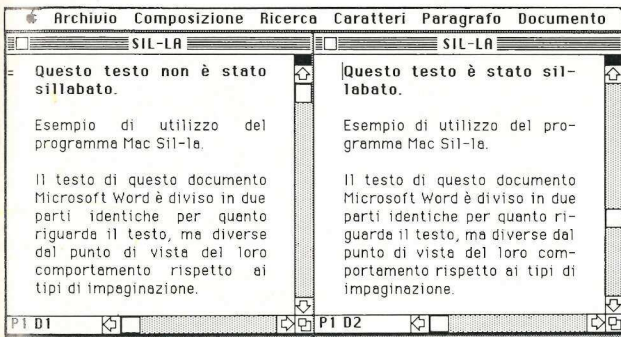 Archivio Composizione Ricerca Caratteri Paragrafo Documento
SIL-LA
Questo testo non è stato
sillabato.
Esempio di utilizzo del
programma Mac Sil-la.
Il testo di questo documento
Microsoft Word è diviso in due
parti identiche per quanto
riguarda il testo, ma diverse
dal punto di vista del loro
comportamento rispetto ai
tipi di impaginazione.
P1 D1
SIL-LA
Questo testo è stato sil-
labato.
Esempio di utilizzo del pro-
gramma Mac Sil-la.
Il testo di questo documento
Microsoft Word è diviso in due
parti identiche per quanto ri-
guarda il testo, ma diverse dal
punto di vista del loro com-
portamento rispetto ai tipi di
impaginazione.
P1 D2